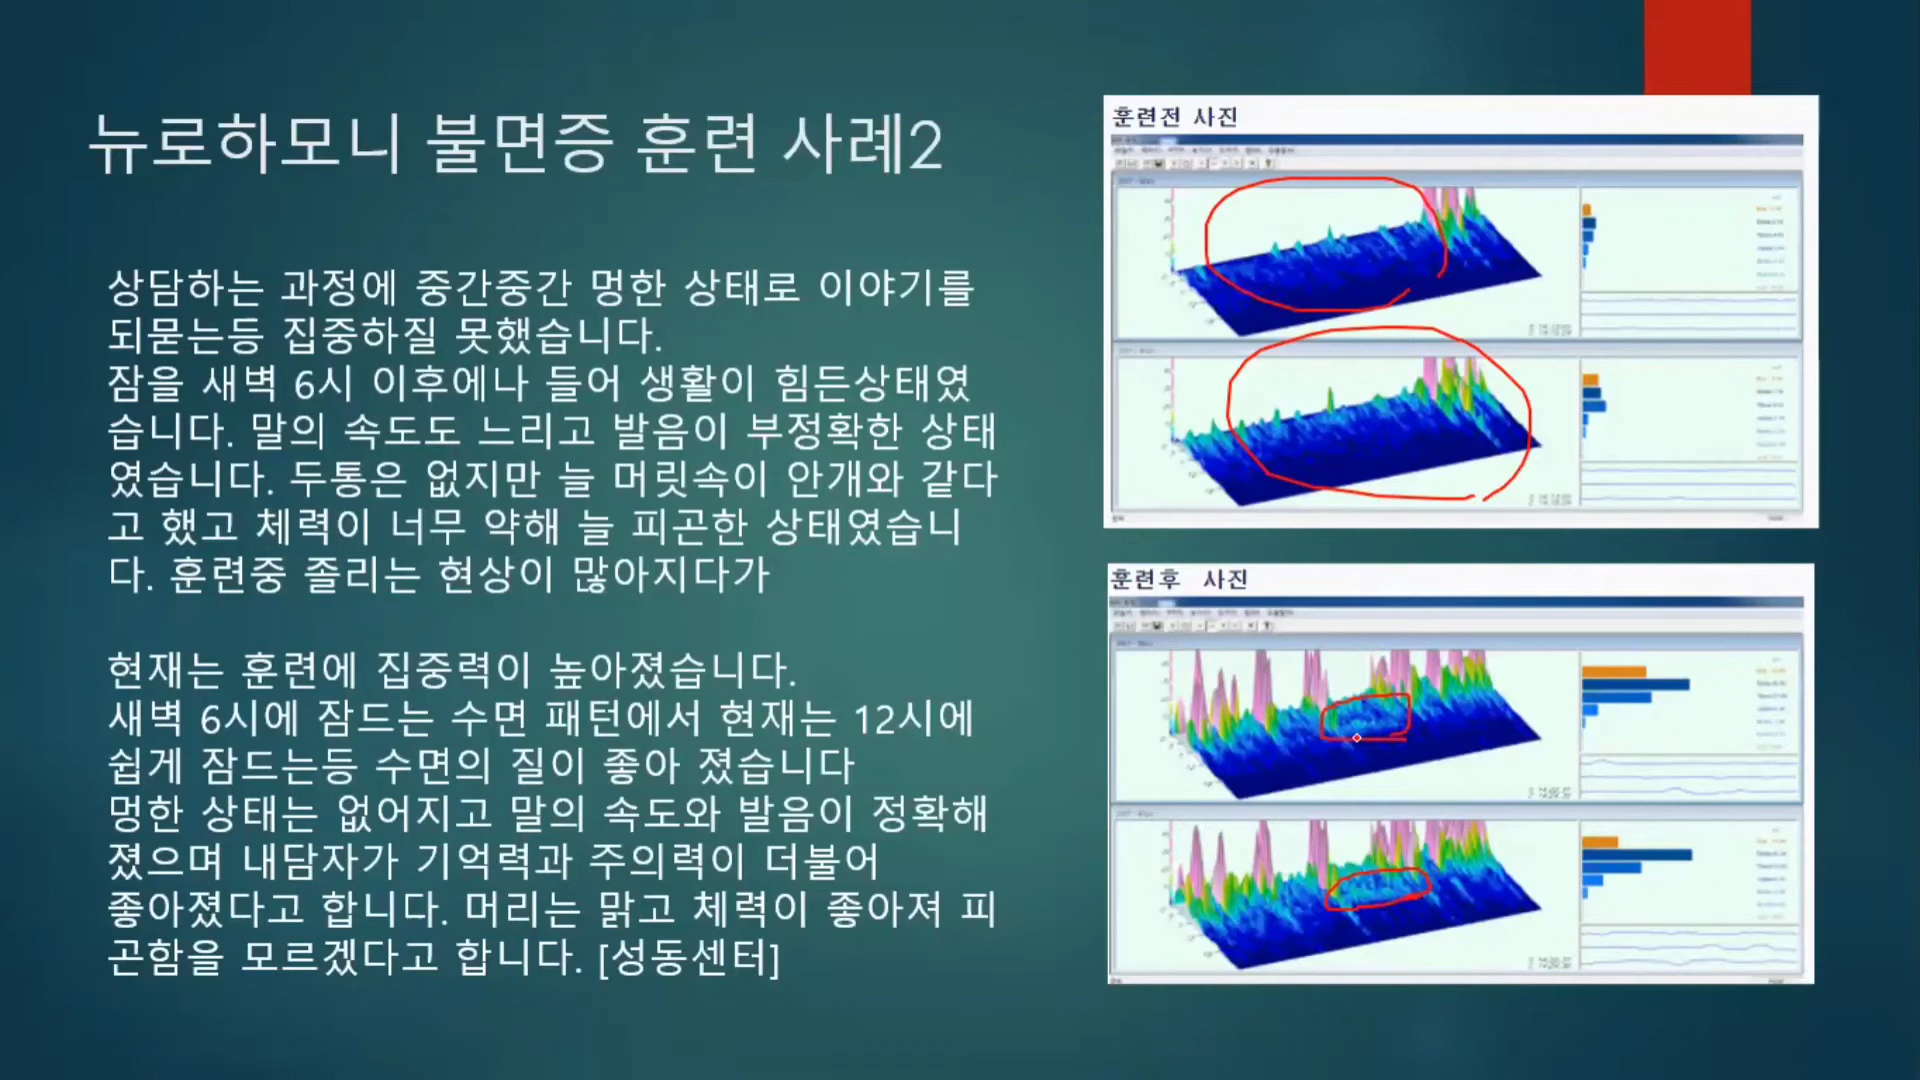 뉴로하모니 불면증 훈련 사례2
상담하는 과정에 중간중간 멍한 상태로 이야기를
되묻는등 집중하질 못했습니다.
잠을 새벽 6시 이후에나 들어 생활이 힘든상태였
습니다. 말의 속도도 느리고 발음이 부정확한 상태
였습니다. 두통은 없지만 늘 머릿속이 안개와 같다
고 했고 체력이 너무 약해 늘 피곤한 상태였습니
다. 훈련중 졸리는 현상이 많아지다가
현재는 훈련에 집중력이 높아졌습니다.
새벽 6시에 잠드는 수면 패턴에서 현재는 12시에
쉽게 잠드는등 수면의 질이 좋아 졌습니다
멍한 상태는 없어지고 말의 속도와 발음이 정확해
졌으며 내담자가 기억력과 주의력이 더불어
좋아졌다고 합니다. 머리는 맑고 체력이 좋아져 피
곤함을 모르겠다고 합니다. [성동센터]
훈련전 사진
훈련후 사진